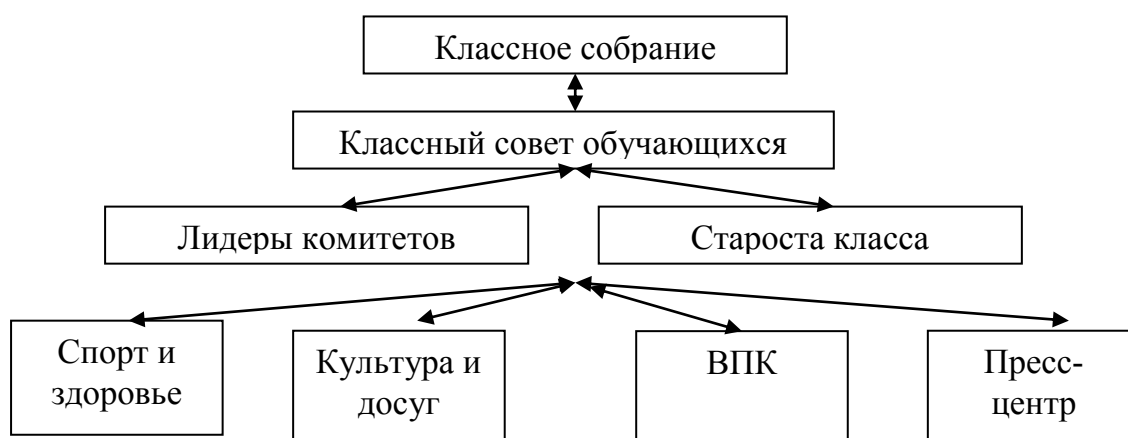 Классное собрание
Классный совет обучающихся
Лидеры комитетов
Староста класса
Спорт и
здоровье
Культура и
досуг
ВПК
Пресс-
центр